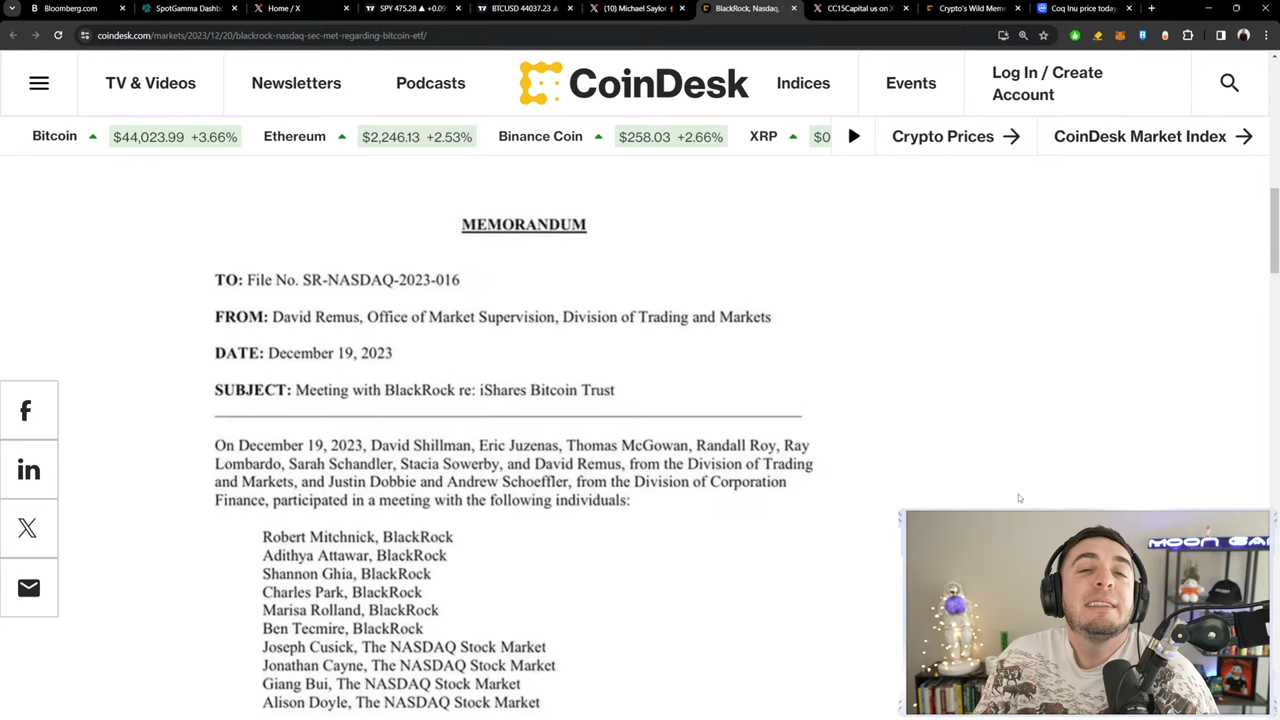 Bloomberg.com
SpotGamma Dashb
Home / X
SPY 475.28 ▲ +0.09
BTCUSD 44037.23 ▲
(10) Michael Saylor
BlackRock, Nasdaq,
CC15Capital us on X
Crypto's Wild Mem
Coq Inu price today
coindesk.com/markets/2023/12/20/blackrock-nasdaq-sec-met-regarding-bitcoin-etf/
TV & Videos
Newsletters
Podcasts
CoinDesk
Indices
Events
Log In / Create
Account
Bitcoin ▲ $44,023.99 +3.66%
Ethereum ▲ $2,246.13 +2.53%
Binance Coin ▲ $258.03 +2.66%
XRP ▲ $0
Crypto Prices →
CoinDesk Market Index →
MEMORANDUM
TO: File No. SR-NASDAQ-2023-016
FROM: David Remus, Office of Market Supervision, Division of Trading and Markets
DATE: December 19, 2023
SUBJECT: Meeting with BlackRock re: iShares Bitcoin Trust
On December 19, 2023, David Shillman, Eric Juzenas, Thomas McGowan, Randall Roy, Ray
Lombardo, Sarah Schandler, Stacia Sowerby, and David Remus, from the Division of Trading
and Markets, and Justin Dobbie and Andrew Schoeffler, from the Division of Corporation
Finance, participated in a meeting with the following individuals:
Robert Mitchnick, BlackRock
Adithya Attawar, BlackRock
Shannon Ghia, BlackRock
Charles Park, BlackRock
Marisa Rolland, BlackRock
Ben Tecmire, BlackRock
Joseph Cusick, The NASDAQ Stock Market
Jonathan Cayne, The NASDAQ Stock Market
Giang Bui, The NASDAQ Stock Market
Alison Doyle, The NASDAQ Stock Market
f
in
X
MOON